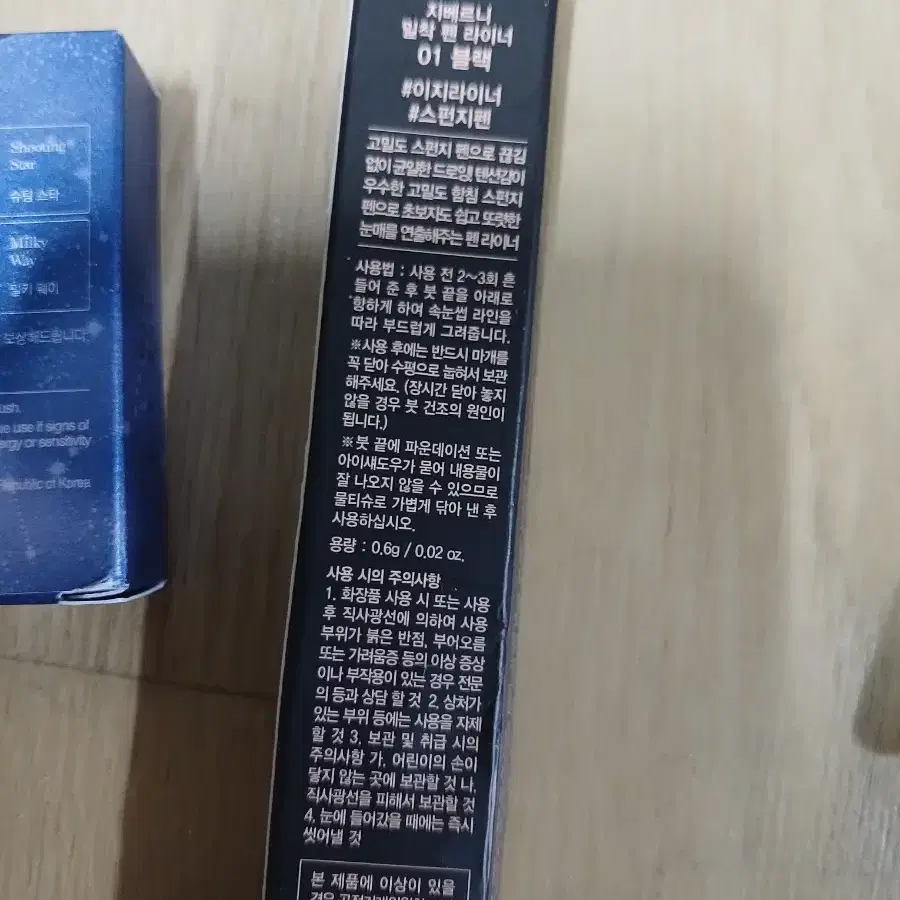 Shooting
Star
슈팅 스타
Milky
Way
밀키 웨이
보상해드립니다
ush.
ue use if signs of
ergy or sensitivity
Republic of Korea
지베르니
밀착 펜 라이너
01 블랙
#이지라이너
#스펀지펜
고밀도 스펀지 펜으로 끊김
없이 균일한 드로잉! 텐션감이
우수한 고밀도 함침 스펀지
펜으로 초보자도 쉽고 또렷한
눈매를 연출해주는 펜 라이너
사용법 : 사용 전 2~3회 흔
들어 준 후 붓 끝을 아래로
향하게 하여 속눈썹 라인을
따라 부드럽게 그려줍니다.
※사용 후에는 반드시 마개를
꼭 닫아 수평으로 눕혀서 보관
해주세요. (장시간 닫아 놓지
않을 경우 붓 건조의 원인이
됩니다.)
※붓 끝에 파운데이션 또는
아이섀도우가 묻어 내용물이
잘 나오지 않을 수 있으므로
물티슈로 가볍게 닦아 낸 후
사용하십시오.
용량 : 0.6g / 0.02 oz.
사용 시의 주의사항
1. 화장품 사용 시 또는 사용
후 직사광선에 의하여 사용
부위가 붉은 반점, 부어오름
또는 가려움증 등의 이상 증상
이나 부작용이 있는 경우 전문
의 등과 상담 할 것 2. 상처가
있는 부위 등에는 사용을 자제
할 것 3. 보관 및 취급 시의
주의사항 가. 어린이의 손이
닿지 않는 곳에 보관할 것 나.
직사광선을 피해서 보관할 것
4. 눈에 들어갔을 때에는 즉시
씻어낼 것
본 제품에 이상이 있을